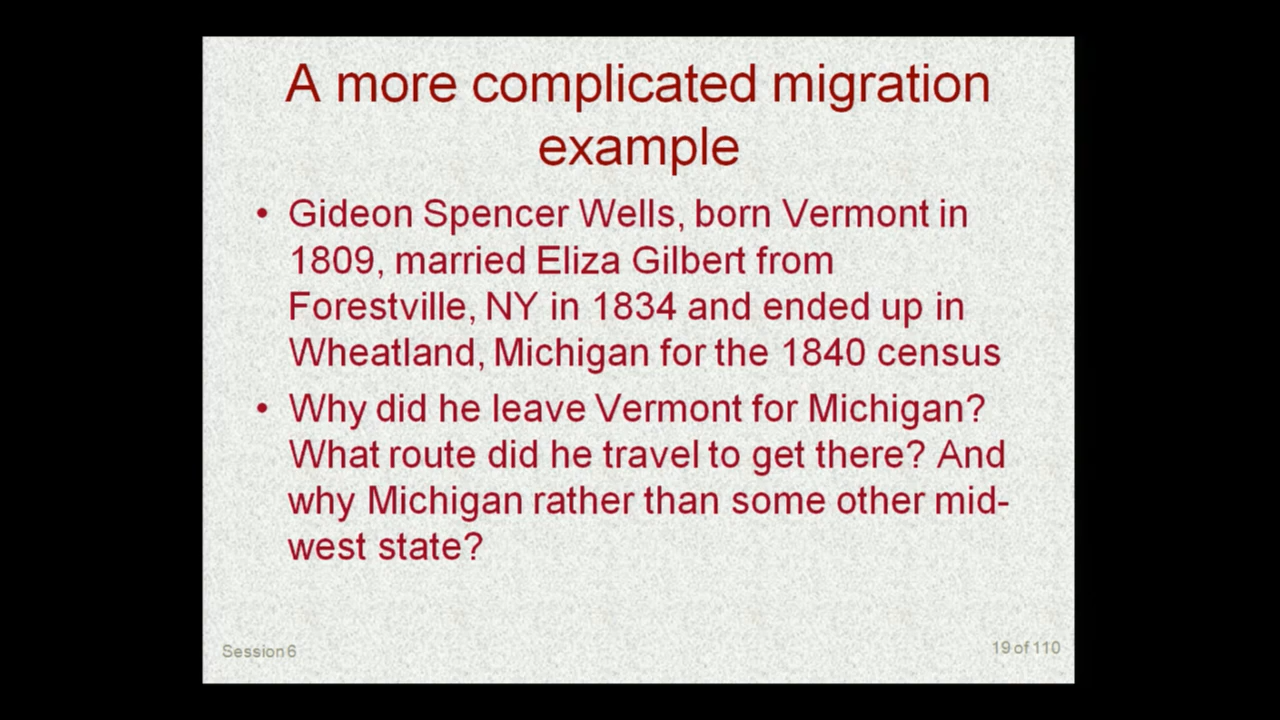 A more complicated migration
example
• Gideon Spencer Wells, born Vermont in
1809, married Eliza Gilbert from
Forestville, NY in 1834 and ended up in
Wheatland, Michigan for the 1840 census
• Why did he leave Vermont for Michigan?
What route did he travel to get there? And
why Michigan rather than some other mid-
west state?
Session 6
19 of 110